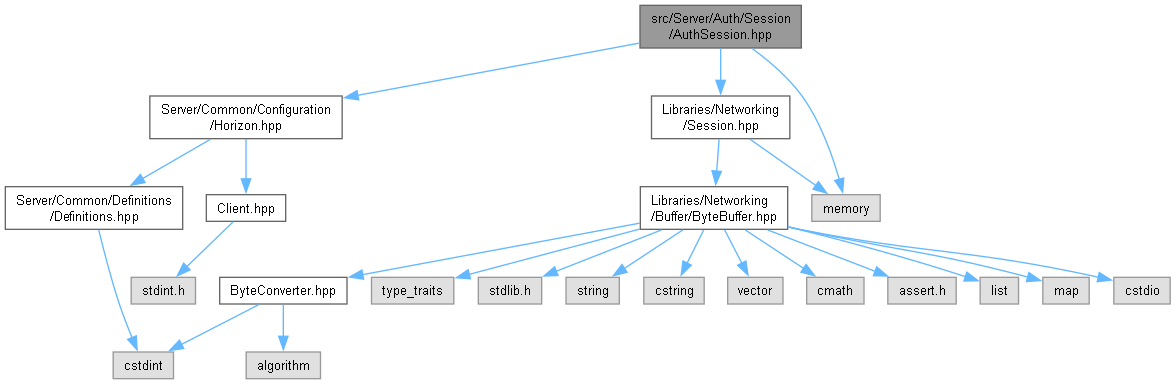 src/Server/Auth/Session
/AuthSession.hpp
Server/Common/Configuration
/Horizon.hpp
Libraries/Networking
/Session.hpp
Server/Common/Definitions
/Definitions.hpp
Client.hpp
Libraries/Networking
/Buffer/ByteBuffer.hpp
memory
stdint.h
ByteConverter.hpp
type_traits
stdlib.h
string
cstring
vector
cmath
assert.h
list
map
cstdio
cstdint
algorithm